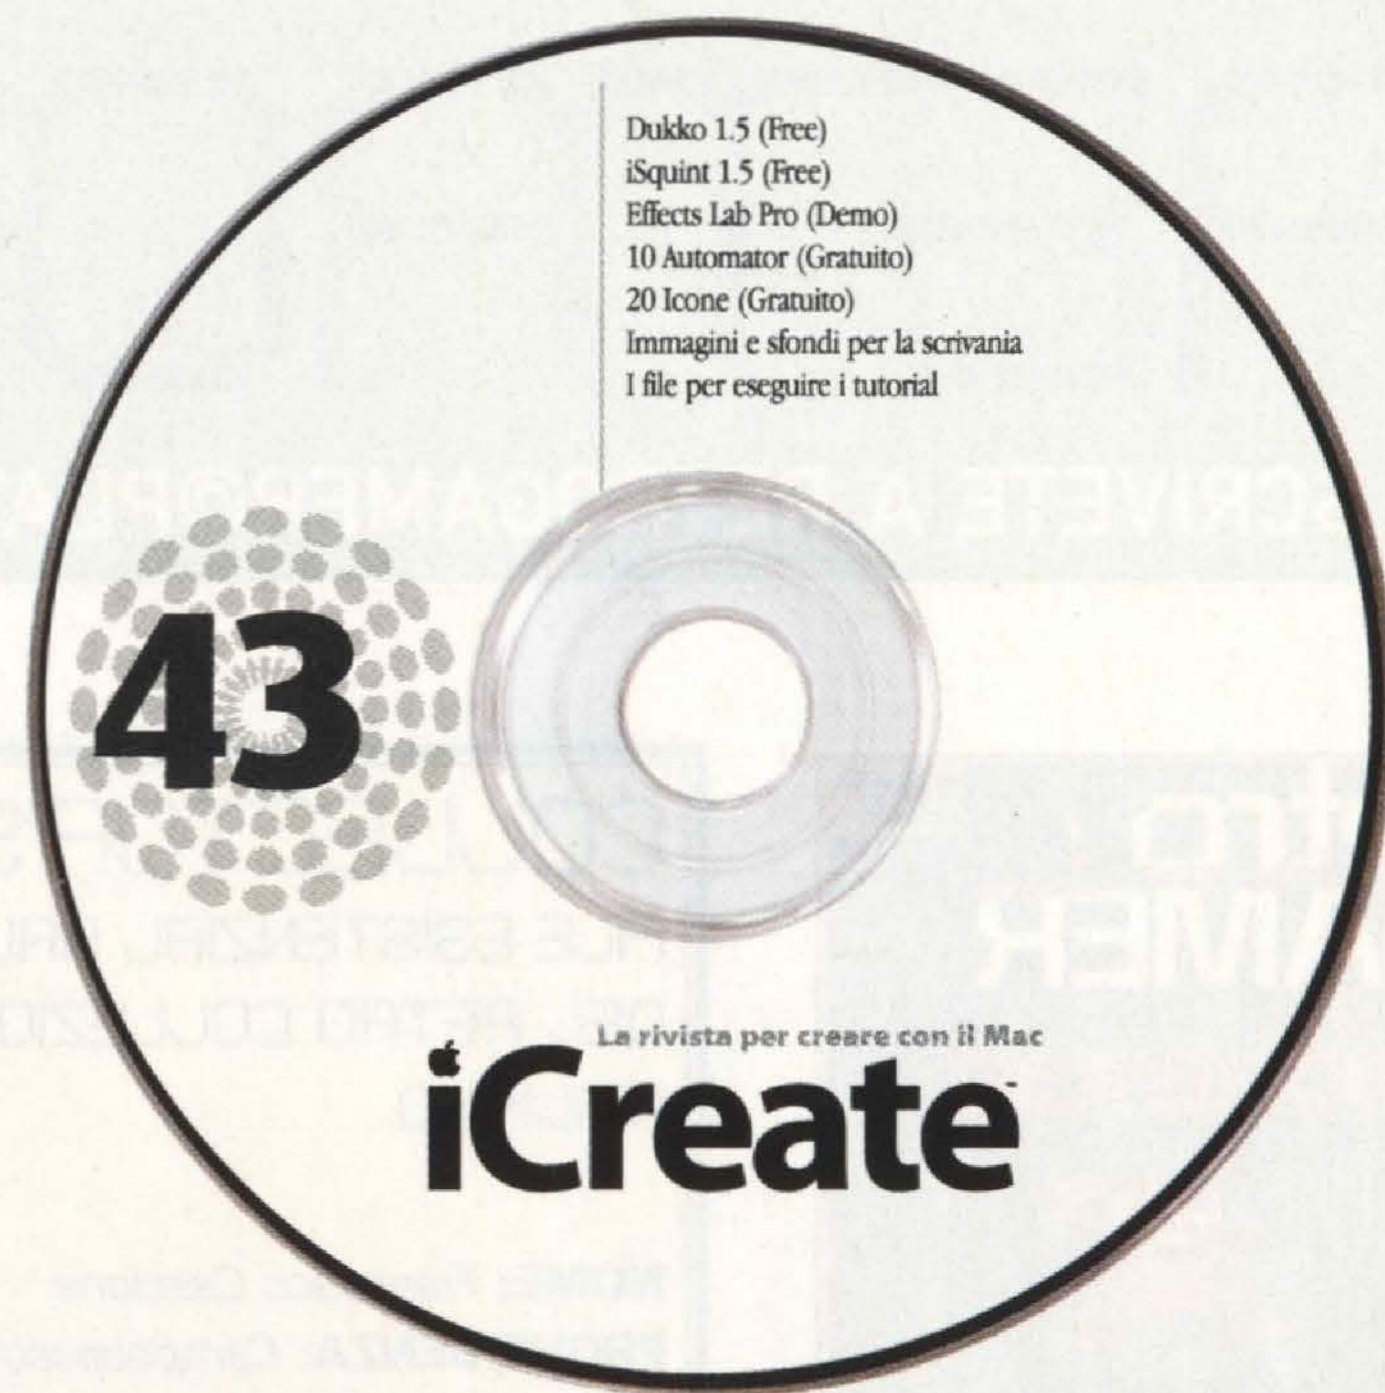 Dukko 1.5 (Free)
iSquint 1.5 (Free)
Effects Lab Pro (Demo)
10 Automator (Gratuito)
20 Icone (Gratuito)
Immagini e sfondi per la scrivania
I file per eseguire i tutorial
43
La rivista per creare con il Mac
iCreate